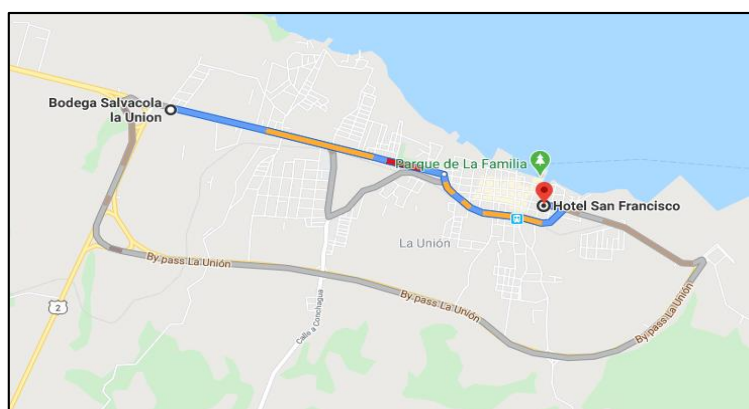 Bodega Salvacola
la Union
Parque de La Familia
Hotel San Francisco
La Unión
By pass La Unión
By pass La Unión
By pass La Unión
2
Calle a Conchagua